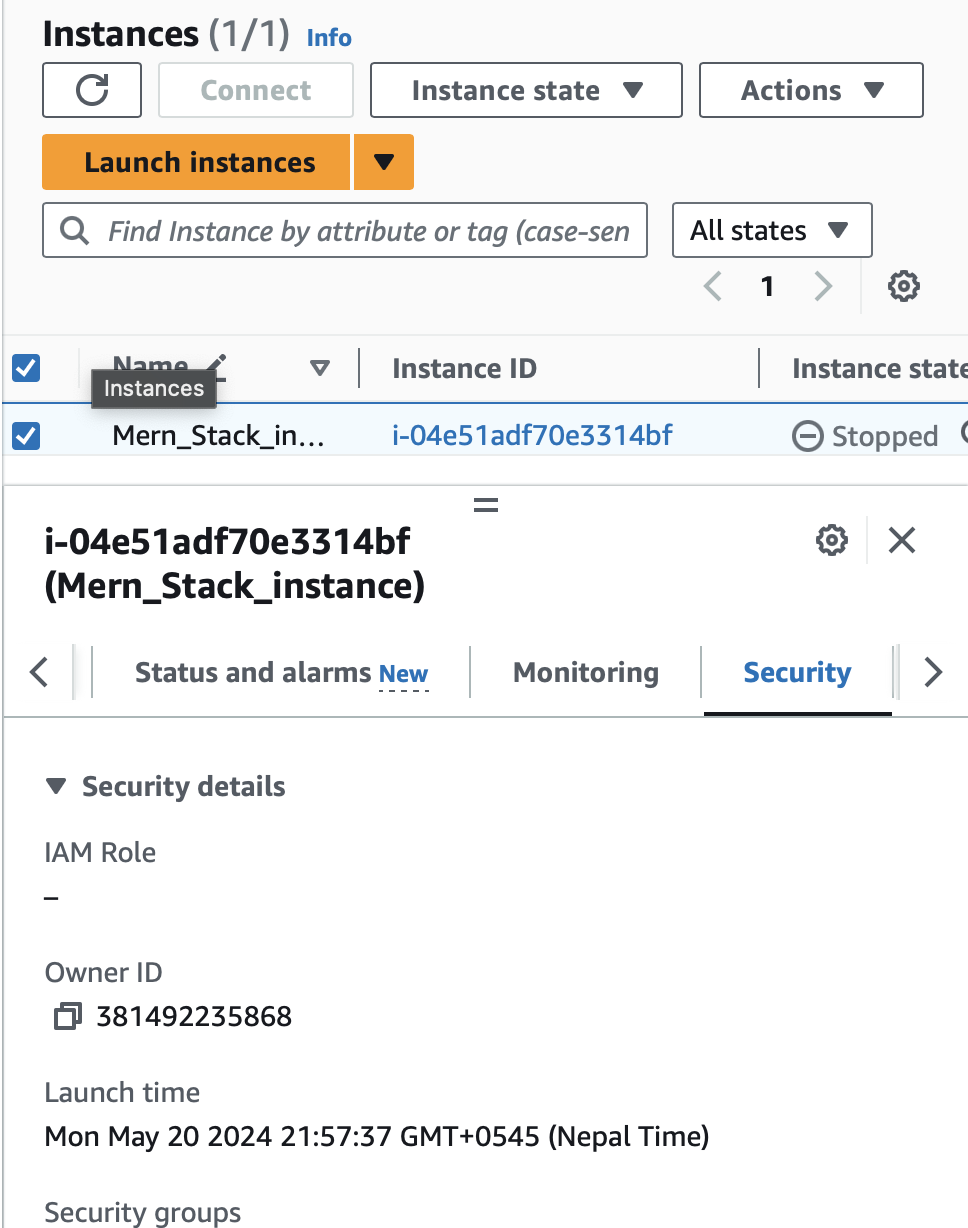 Instances (1/1) Info
Connect Instance state Actions
Launch instances
Find Instance by attribute or tag (case-sen All states
1
Name Instance ID Instance state
Instances
Mern_Stack_in... i-04e51adf70e3314bf Stopped
i-04e51adf70e3314bf
(Mern_Stack_instance)
Status and alarms New Monitoring Security
Security details
IAM Role
–
Owner ID
381492235868
Launch time
Mon May 20 2024 21:57:37 GMT+0545 (Nepal Time)
Security groups